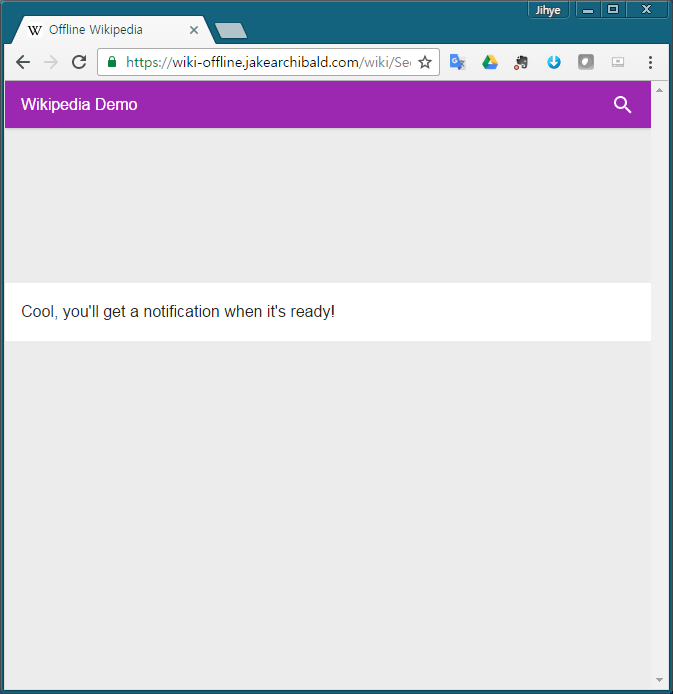 Jihye
W Offline Wikipedia
https://wiki-offline.jakearchibald.com/wiki/Se
Wikipedia Demo
Cool, you'll get a notification when it's ready!